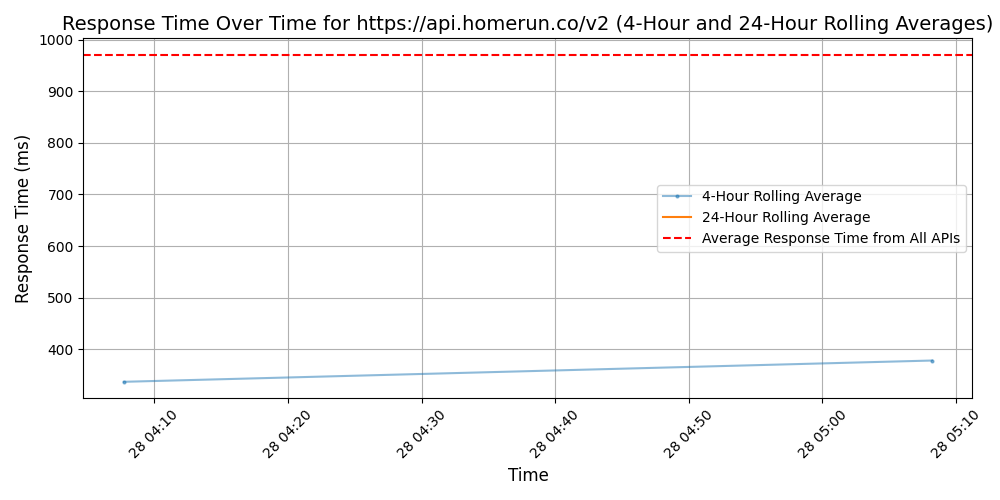 Response Time Over Time for https://api.homerun.co/v2 (4-Hour and 24-Hour Rolling Averages)
Response Time (ms)
1000
900
800
700
600
500
400
4-Hour Rolling Average
24-Hour Rolling Average
Average Response Time from All APIs
28 04:10
28 04:20
28 04:30
28 04:40
28 04:50
28 05:00
28 05:10
Time